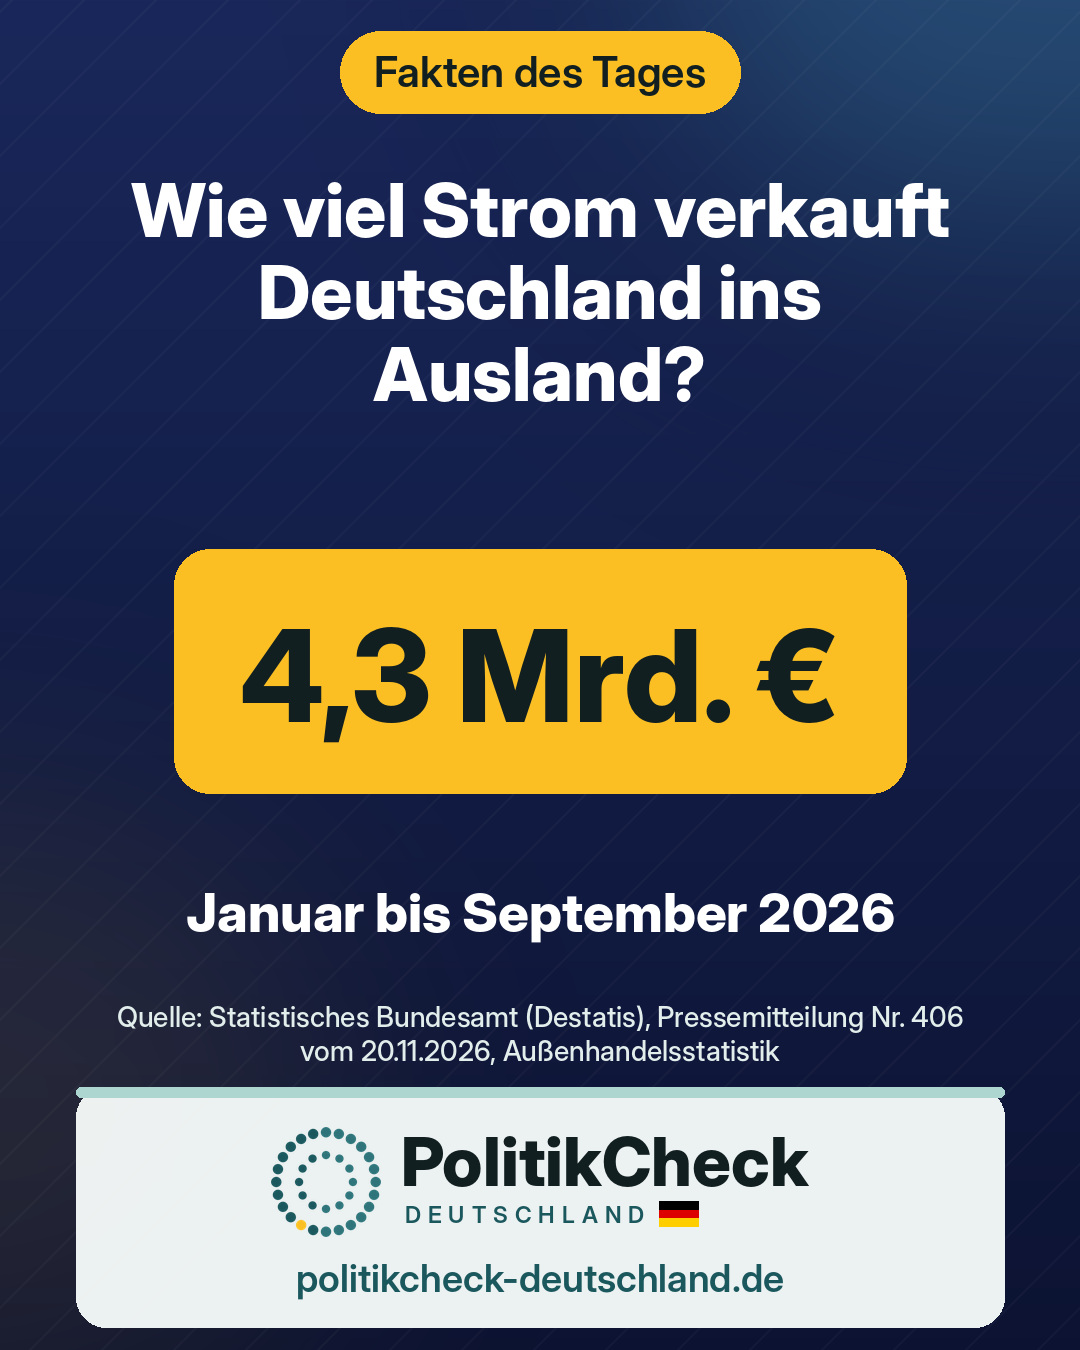 Fakten des Tages
Wie viel Strom verkauft
Deutschland ins
Ausland?
4,3 Mrd. €
Januar bis September 2026
Quelle: Statistisches Bundesamt (Destatis), Pressemitteilung Nr. 406
vom 20.11.2026, Außenhandelsstatistik
PolitikCheck
DEUTSCHLAND
politikcheck-deutschland.de